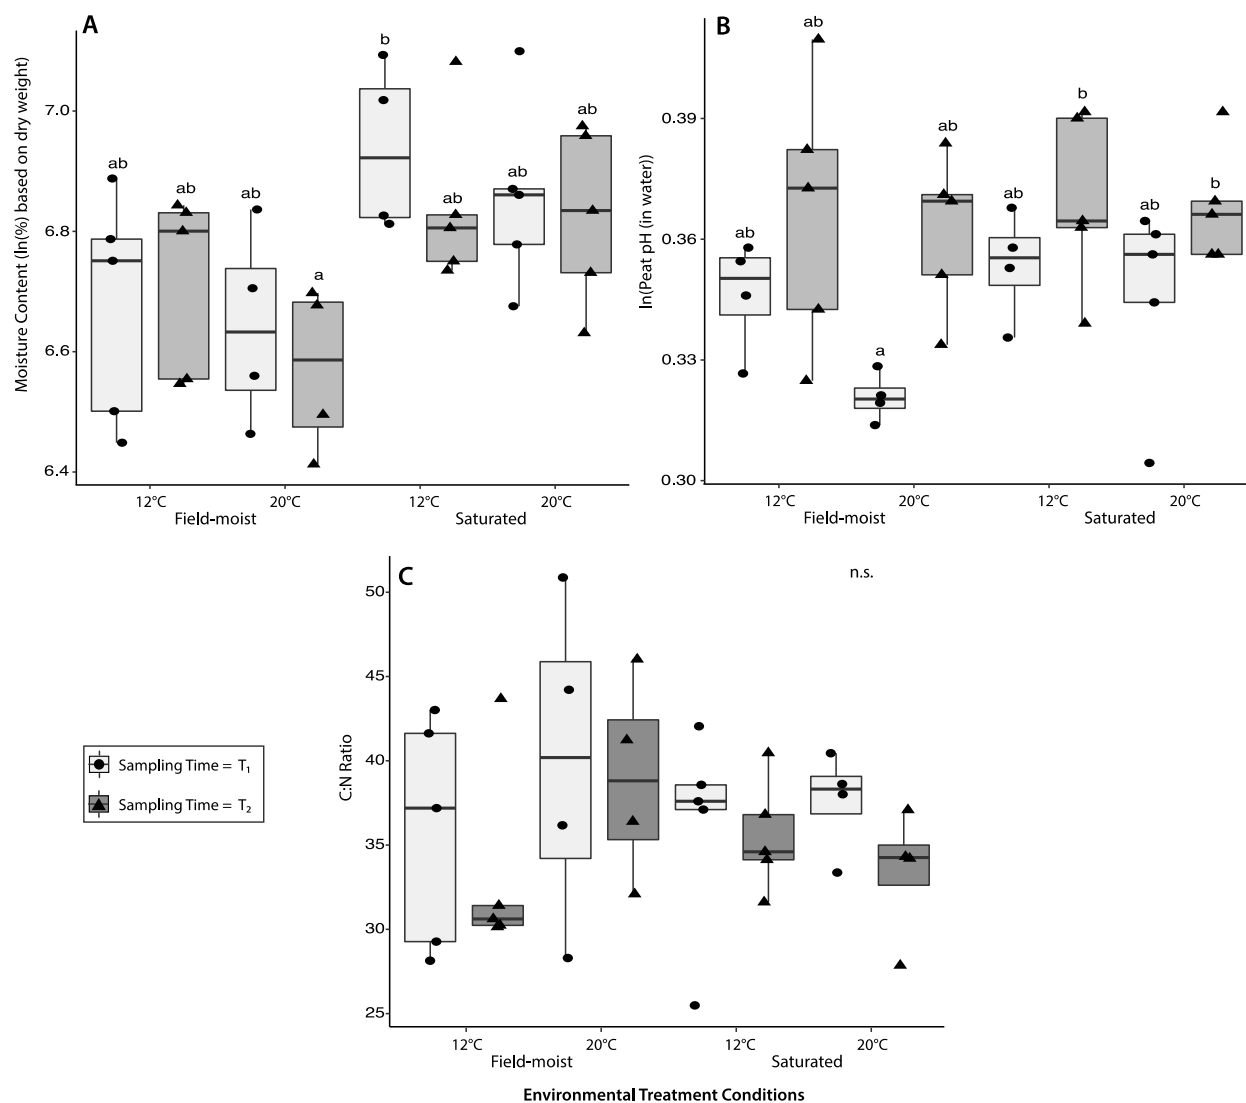 A
Moisture Content (ln(%) based on dry weight)
7.0
6.8
6.6
6.4
ab
ab
ab
a
b
ab
ab
ab
12°C
20°C
12°C
20°C
Field-moist
Saturated
B
ln(Peat pH (in water))
0.39
0.36
0.33
0.30
ab
ab
a
ab
ab
b
ab
b
12°C
20°C
12°C
20°C
Field-moist
Saturated
C
n.s.
C:N Ratio
50
45
40
35
30
25
12°C
20°C
12°C
20°C
Field-moist
Saturated
Environmental Treatment Conditions
Sampling Time = T₁
Sampling Time = T₂